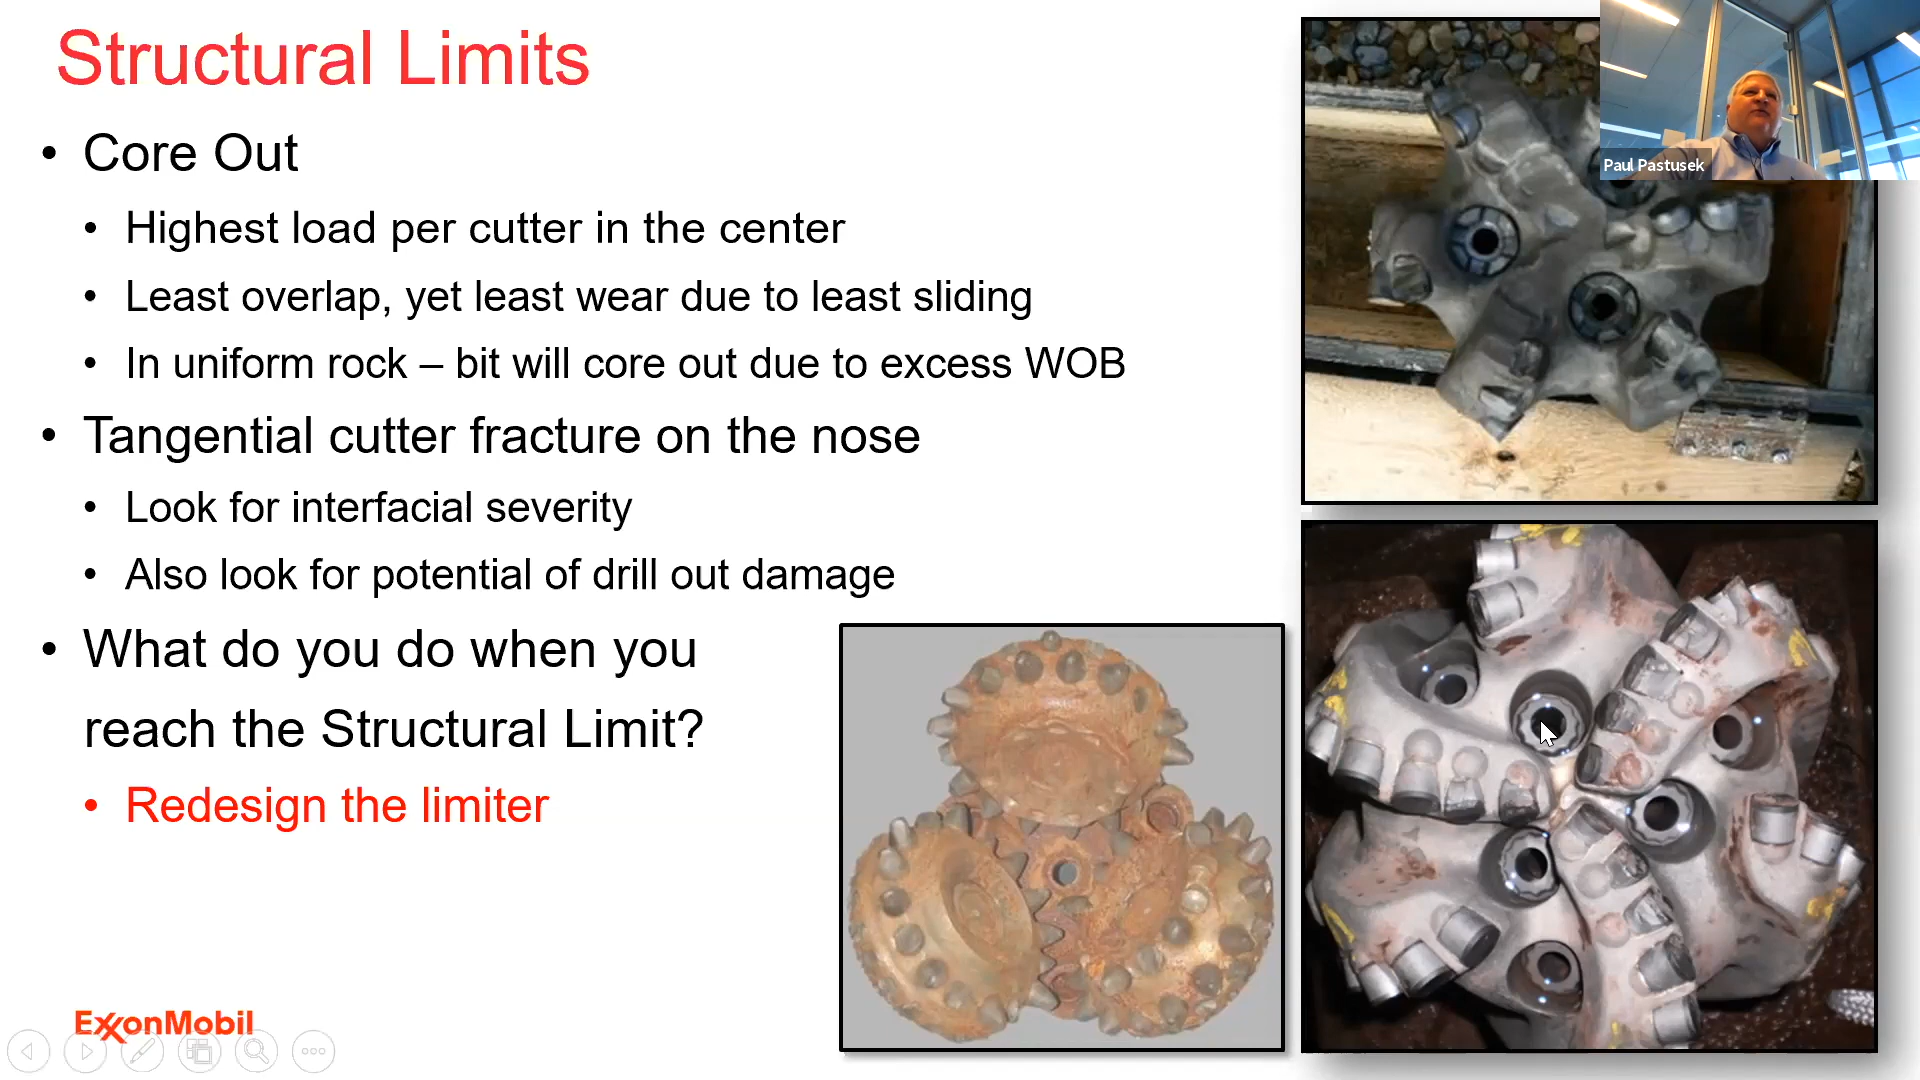 Structural Limits
• Core Out
• Highest load per cutter in the center
• Least overlap, yet least wear due to least sliding
• In uniform rock – bit will core out due to excess WOB
• Tangential cutter fracture on the nose
• Look for interfacial severity
• Also look for potential of drill out damage
• What do you do when you
reach the Structural Limit?
• Redesign the limiter
ExxonMobil
Paul Pastusek